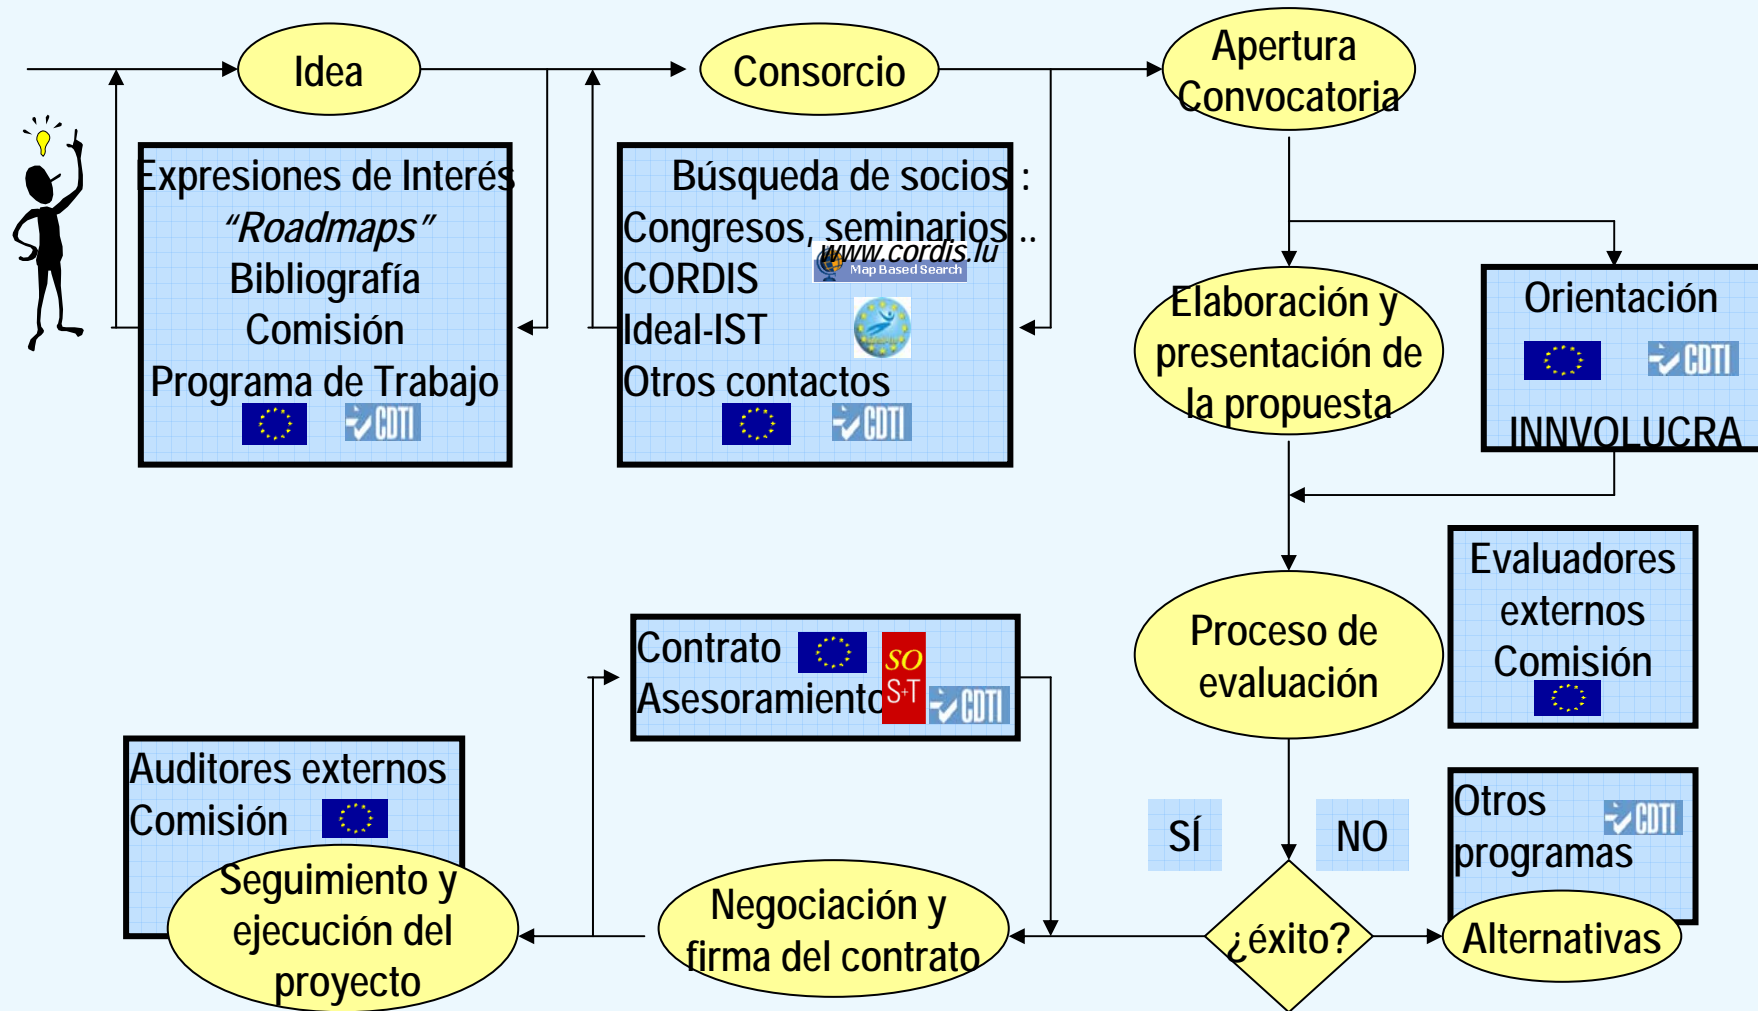 Idea
Consorcio
Apertura
Convocatoria
Expresiones de Interés
“Roadmaps”
Bibliografía
Comisión
Programa de Trabajo
CDTI
Búsqueda de socios :
Congresos, seminarios ..
www.cordis.lu
Map Based Search
CORDIS
Ideal-IST
Otros contactos
CDTI
Elaboración y
presentación de
la propuesta
Orientación
CDTI
INNVOLUCRA
Proceso de
evaluación
Evaluadores
externos
Comisión
Contrato
Asesoramiento
SO
S+T
CDTI
Auditores externos
Comisión
Seguimiento y
ejecución del
proyecto
Negociación y
firma del contrato
SÍ
NO
¿éxito?
Otros
programas
CDTI
Alternativas